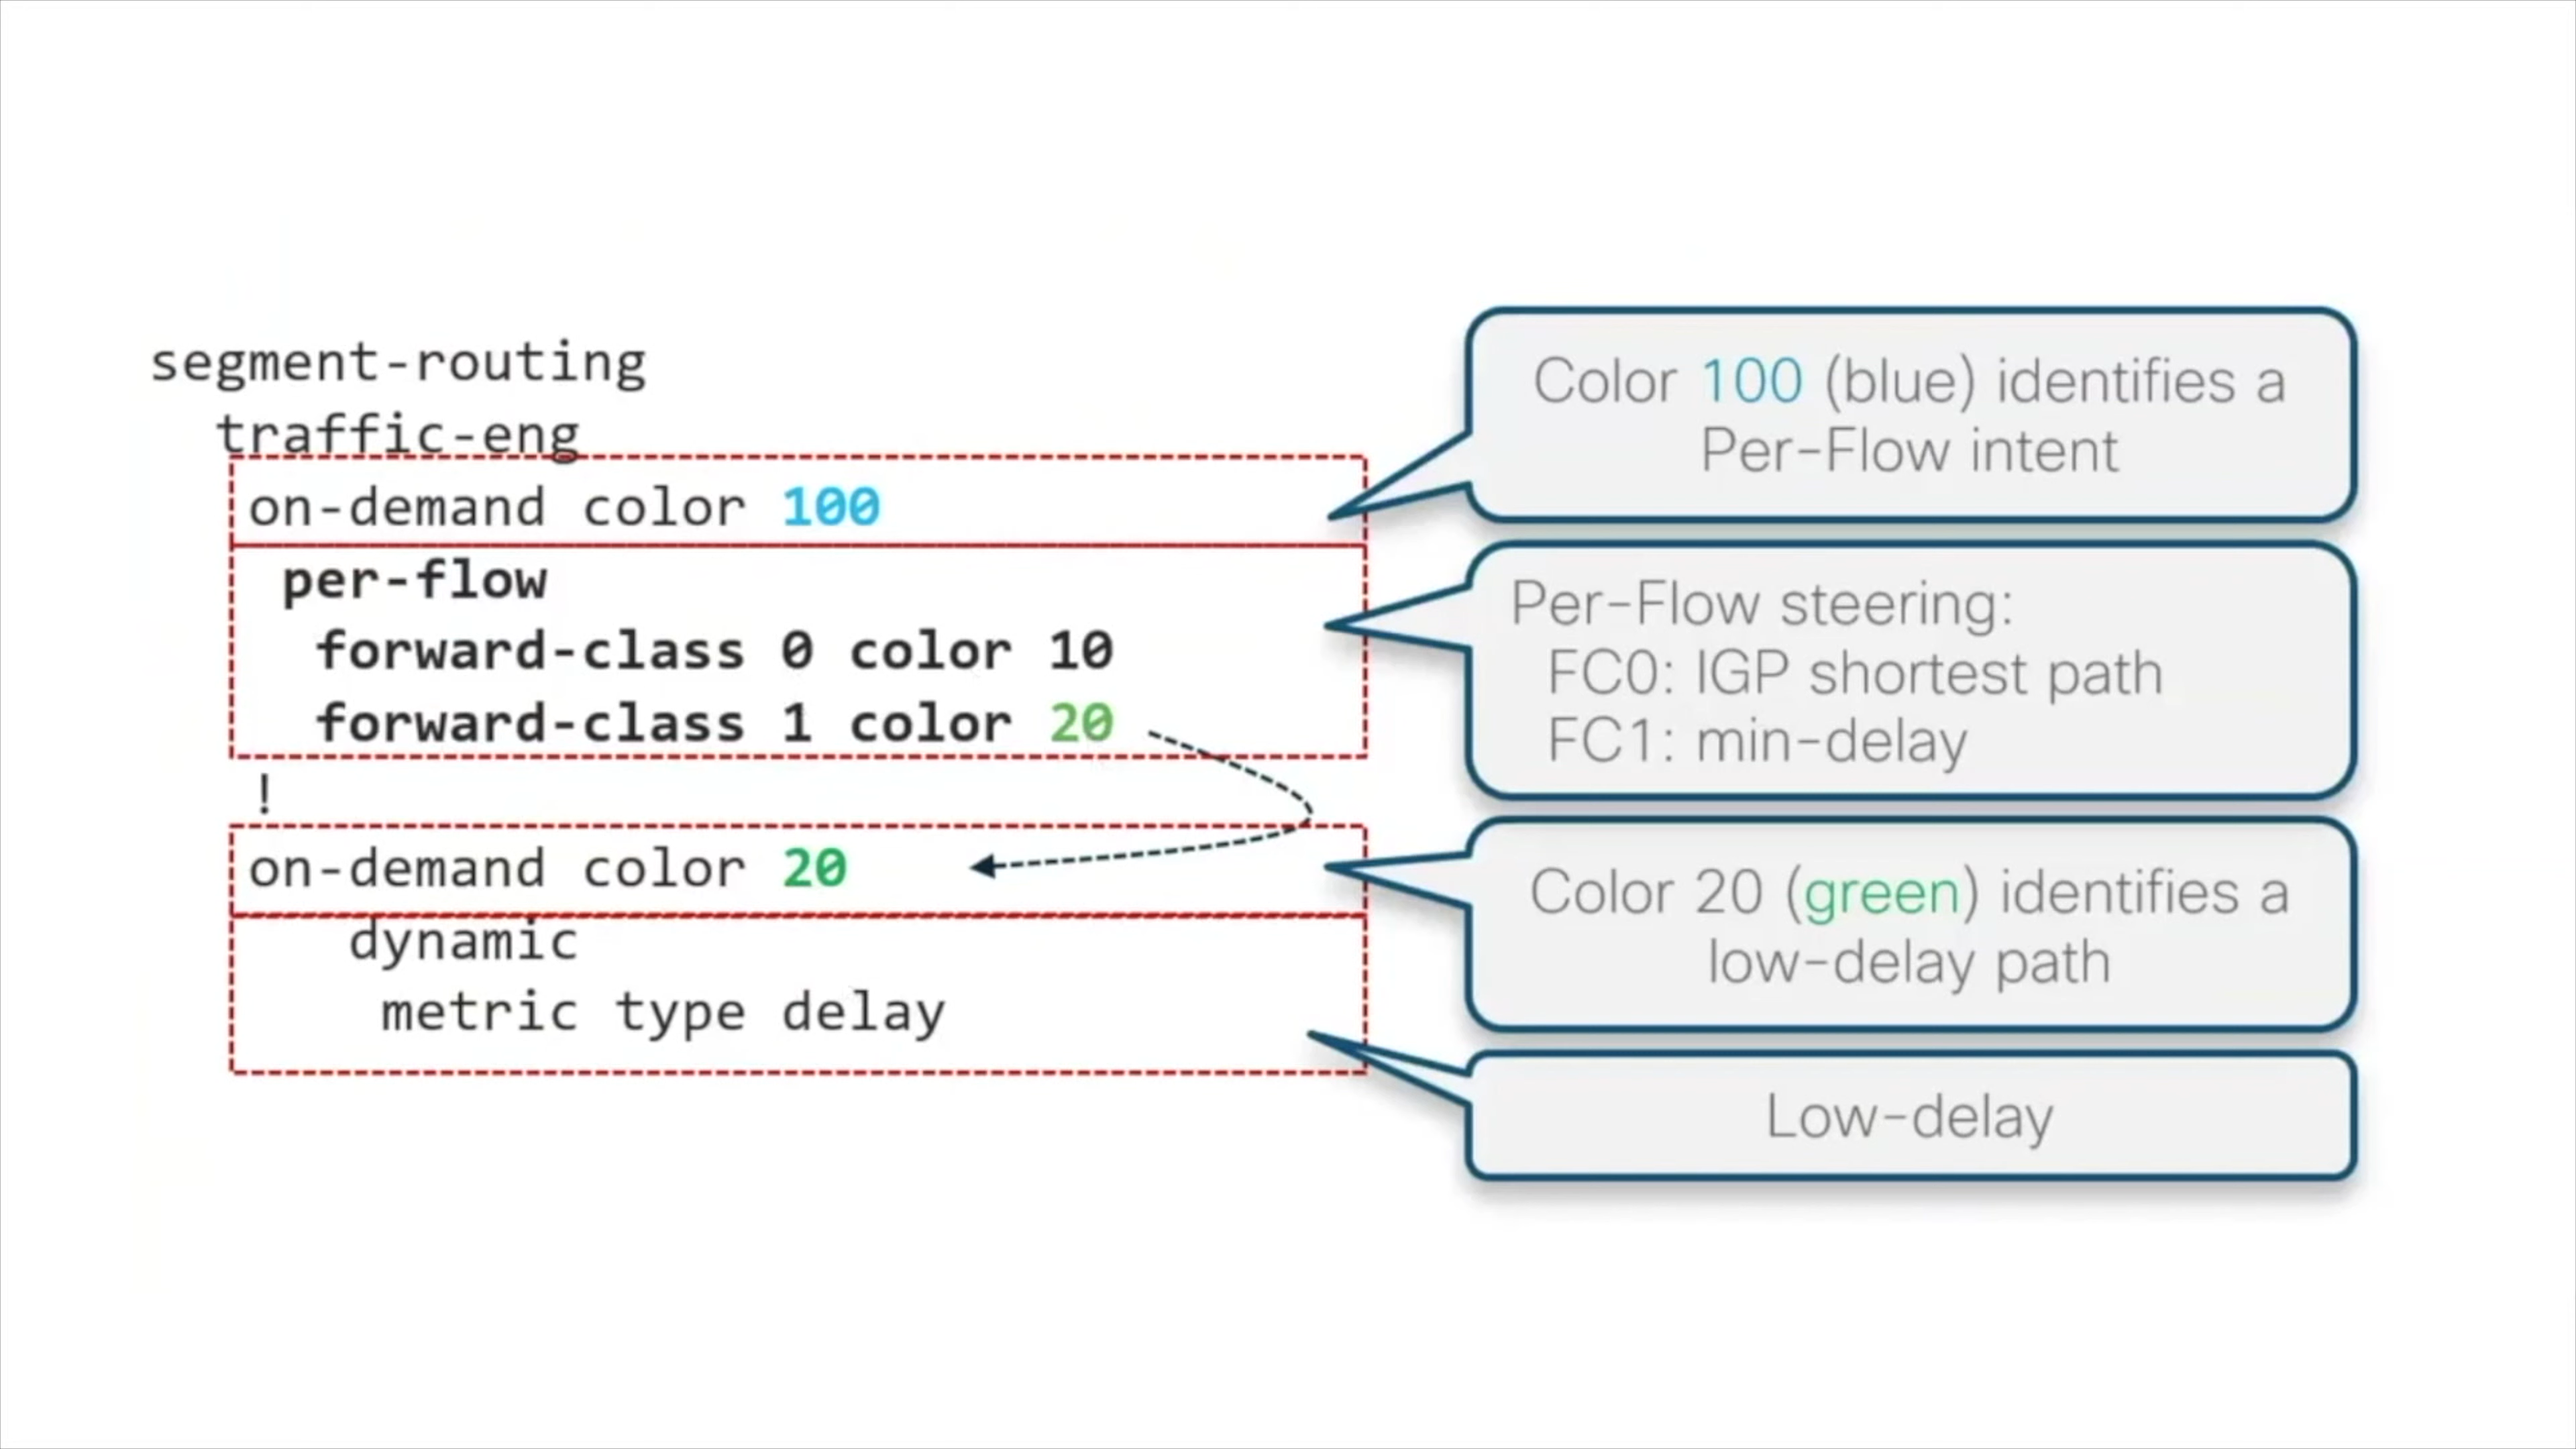 segment-routing
traffic-eng
on-demand color 100
per-flow
forward-class 0 color 10
forward-class 1 color 20
!
on-demand color 20
dynamic
metric type delay
Color 100 (blue) identifies a
Per-Flow intent
Per-Flow steering:
FC0: IGP shortest path
FC1: min-delay
Color 20 (green) identifies a
low-delay path
Low-delay